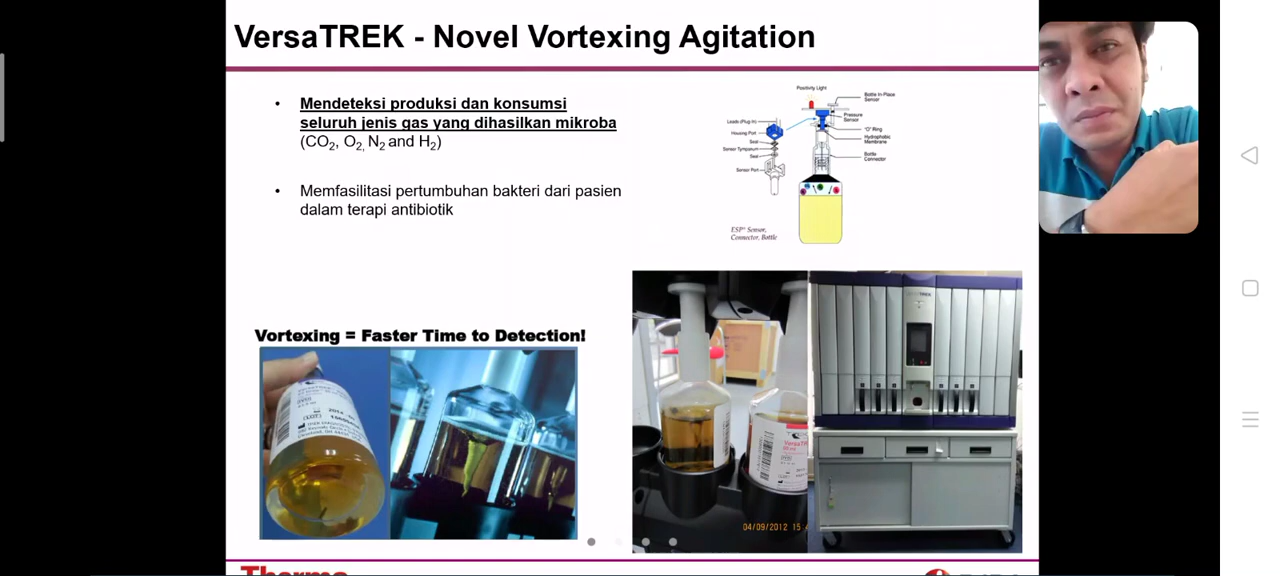 VersaTREK - Novel Vortexing Agitation
• Mendeteksi produksi dan konsumsi
seluruh jenis gas yang dihasilkan mikroba
(CO2, O2, N2 and H2)
• Memfasilitasi pertumbuhan bakteri dari pasien
dalam terapi antibiotik
Positivity Light
Bottle In-Place
Sensor
Pressure
Sensor
"O" Ring
Hydrophobic
Membrane
Bottle
Connector
Leads (Plug In)
Housing Port
Seal
Sensor Tympanum
Seal
Sensor Port
ESP® Sensor,
Connector, Bottle
Vortexing = Faster Time to Detection!
VersaTREK
04/09/2012 15
Thermo